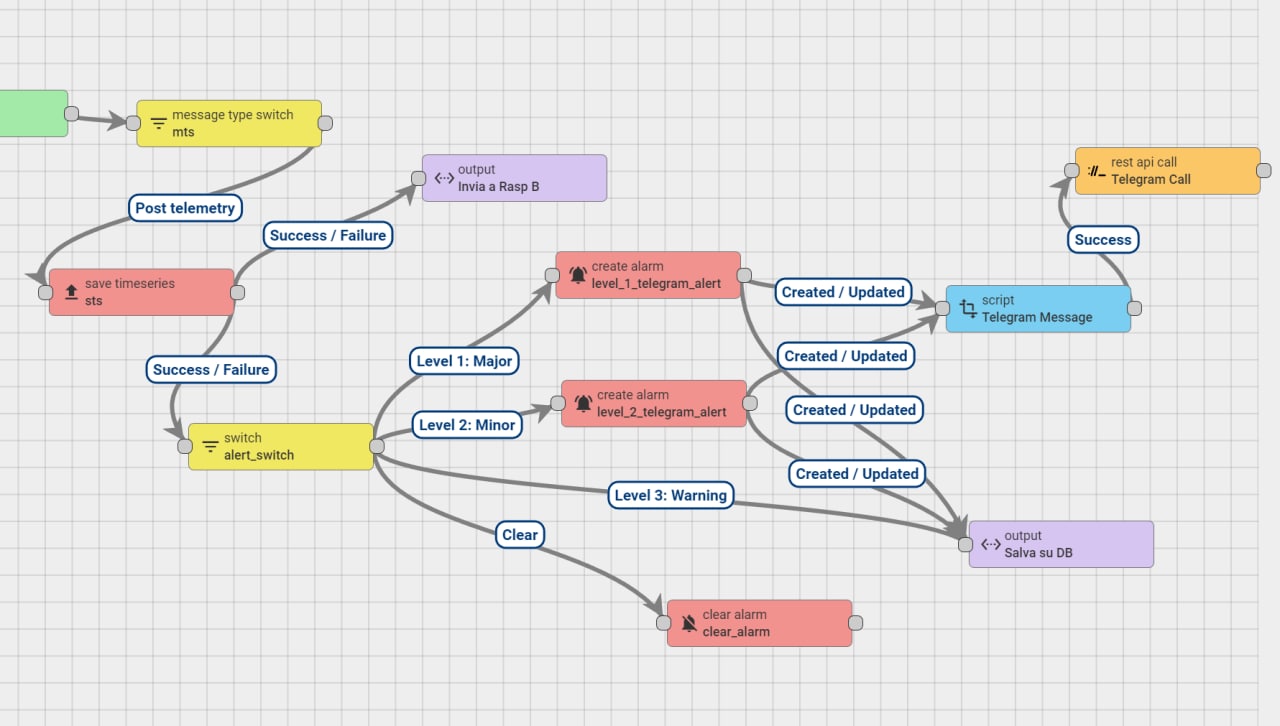 message type switch
mts
output
Invia a Rasp B
rest api call
Telegram Call
Post telemetry
Success / Failure
Success
save timeseries
sts
create alarm
level_1_telegram_alert
Created / Updated
script
Telegram Message
Success / Failure
Level 1: Major
Created / Updated
create alarm
level_2_telegram_alert
Created / Updated
Level 2: Minor
switch
alert_switch
Created / Updated
Level 3: Warning
Clear
output
Salva su DB
clear alarm
clear_alarm